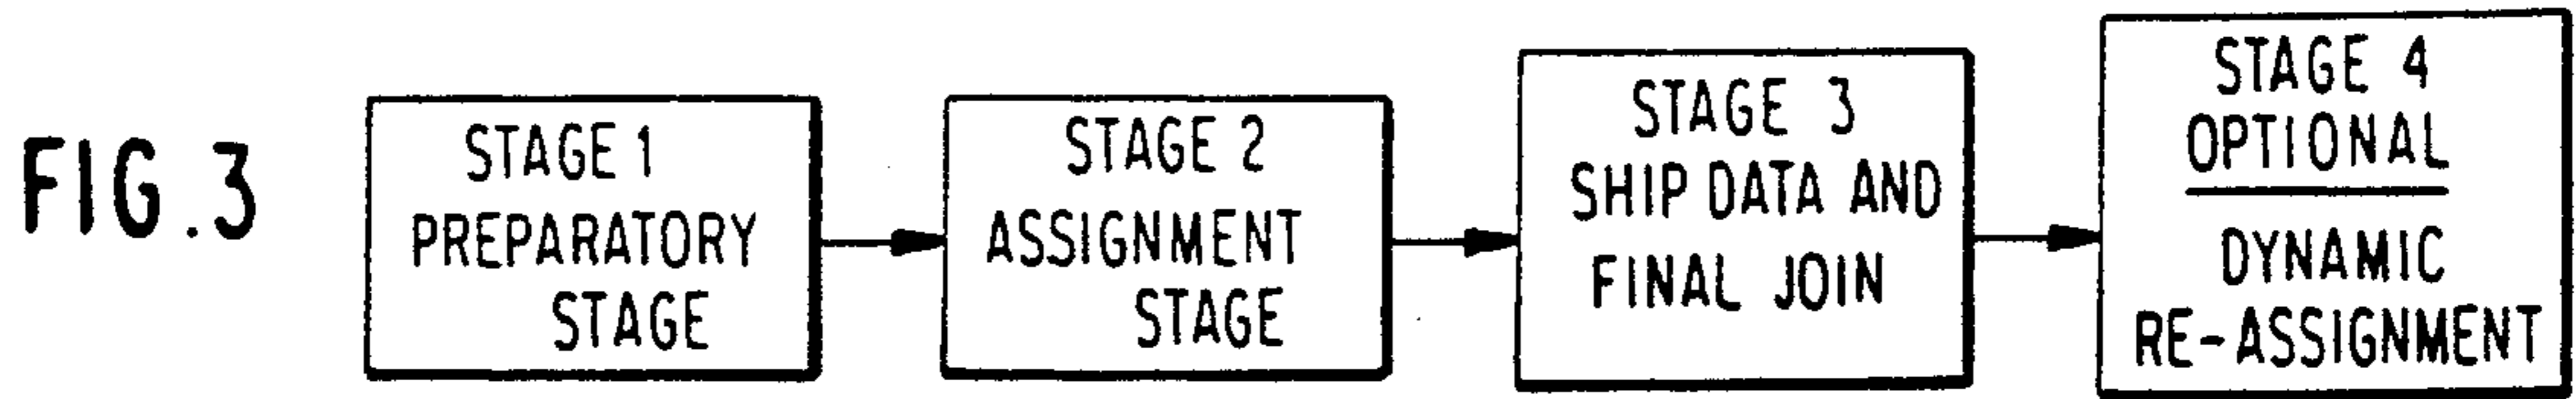 FIG.3
STAGE 1
PREPARATORY
STAGE
STAGE 2
ASSIGNMENT
STAGE
STAGE 3
SHIP DATA AND
FINAL JOIN
STAGE 4
OPTIONAL
DYNAMIC
RE-ASSIGNMENT